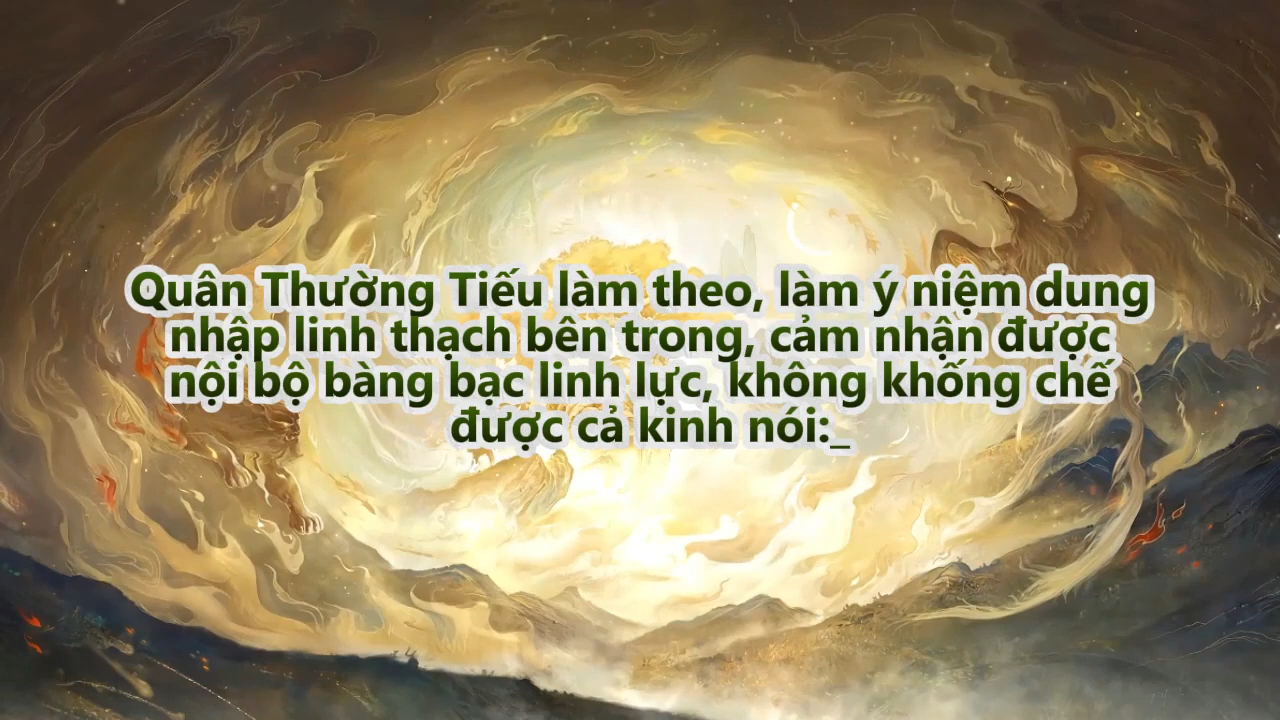 Quân Thường Tiếu làm theo, làm ý niệm dung
nhập linh thạch bên trong, cảm nhận được
nội bộ bàng bạc linh lực, không khống chế
được cả kinh nói:_